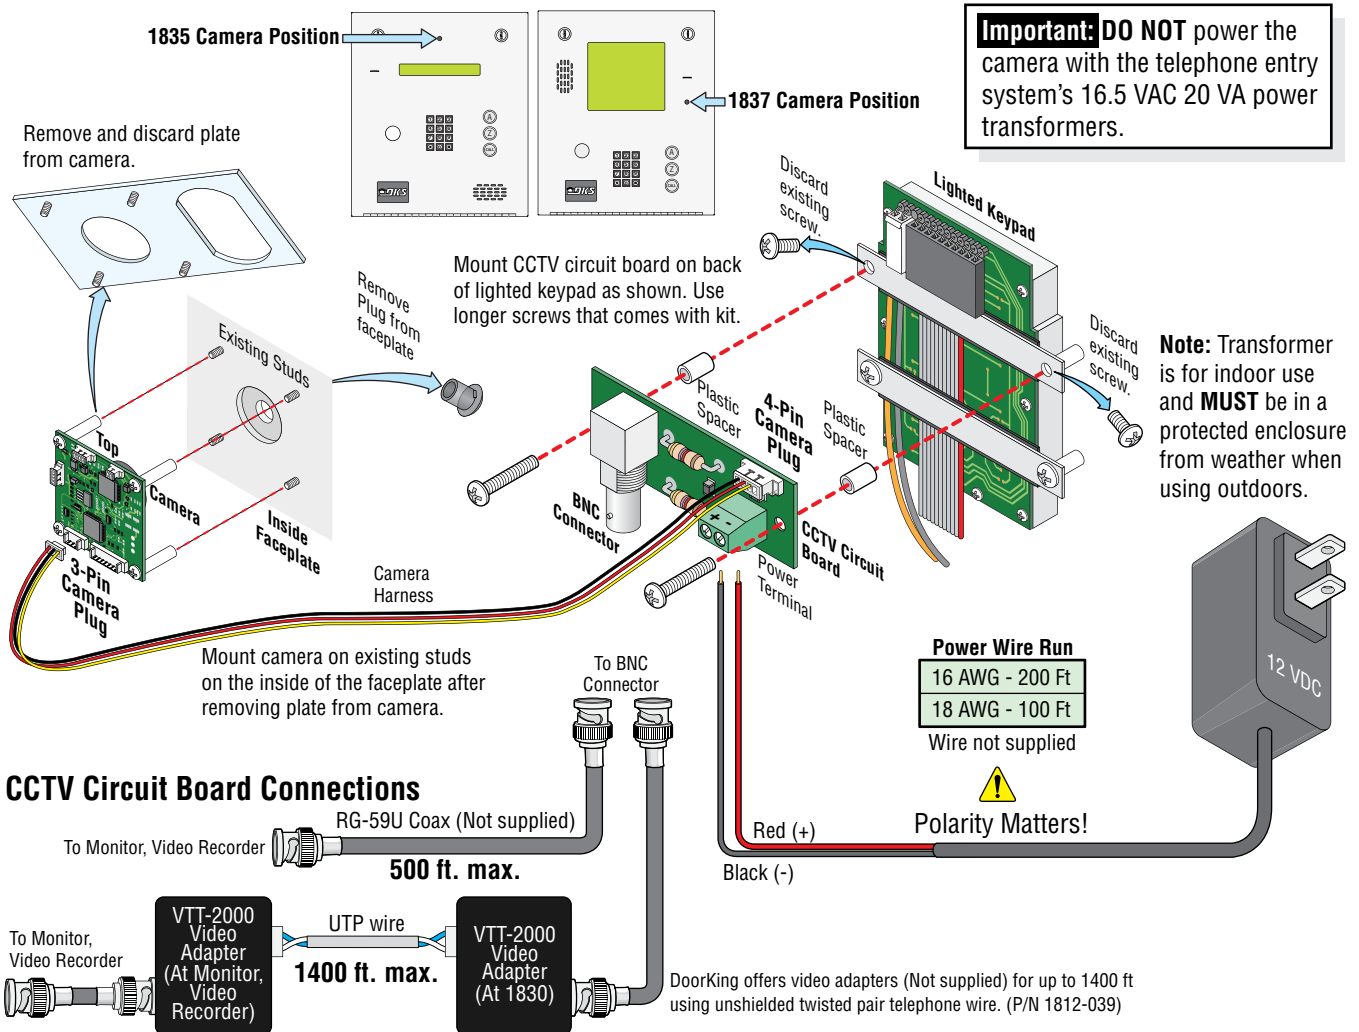 1835 Camera Position
1837 Camera Position
Important: DO NOT power the
camera with the telephone entry
system's 16.5 VAC 20 VA power
transformers.
Remove and discard plate
from camera.
DKS
DKS
A
Z
CALL
A
Z
CALL
Discard
existing
screw.
Lighted Keypad
Mount CCTV circuit board on back
of lighted keypad as shown. Use
longer screws that comes with kit.
Remove
Plug from
faceplate
Existing Studs
Discard
existing
screw.
Note: Transformer
is for indoor use
and MUST be in a
protected enclosure
from weather when
using outdoors.
Plastic
Spacer
4-Pin
Camera
Plug
Plastic
Spacer
Top
Camera
Inside
Faceplate
BNC
Connector
+ -
CCTV Circuit
Board
Power
Terminal
3-Pin
Camera
Plug
Camera
Harness
Mount camera on existing studs
on the inside of the faceplate after
removing plate from camera.
To BNC
Connector
Power Wire Run
16 AWG - 200 Ft
18 AWG - 100 Ft
Wire not supplied
12 VDC
Polarity Matters!
Red (+)
Black (-)
CCTV Circuit Board Connections
RG-59U Coax (Not supplied)
To Monitor, Video Recorder
500 ft. max.
To Monitor,
Video Recorder
VTT-2000
Video
Adapter
(At Monitor,
Video
Recorder)
UTP wire
1400 ft. max.
VTT-2000
Video
Adapter
(At 1830)
DoorKing offers video adapters (Not supplied) for up to 1400 ft
using unshielded twisted pair telephone wire. (P/N 1812-039)